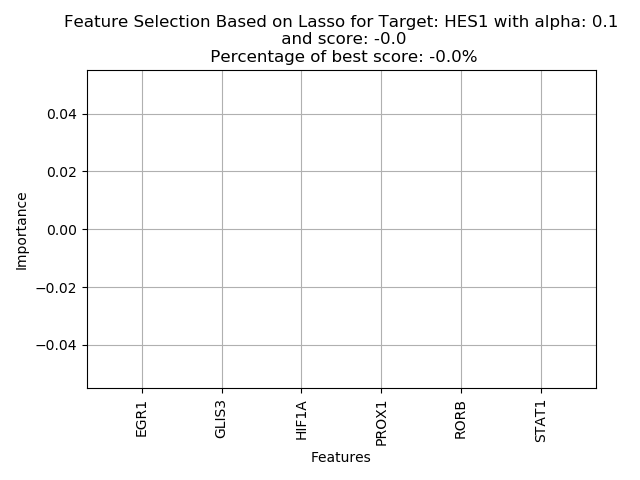 Feature Selection Based on Lasso for Target: HES1 with alpha: 0.1
and score: -0.0
Percentage of best score: -0.0%
Importance
0.04
0.02
0.00
−0.02
−0.04
EGR1
GLIS3
HIF1A
PROX1
RORB
STAT1
Features